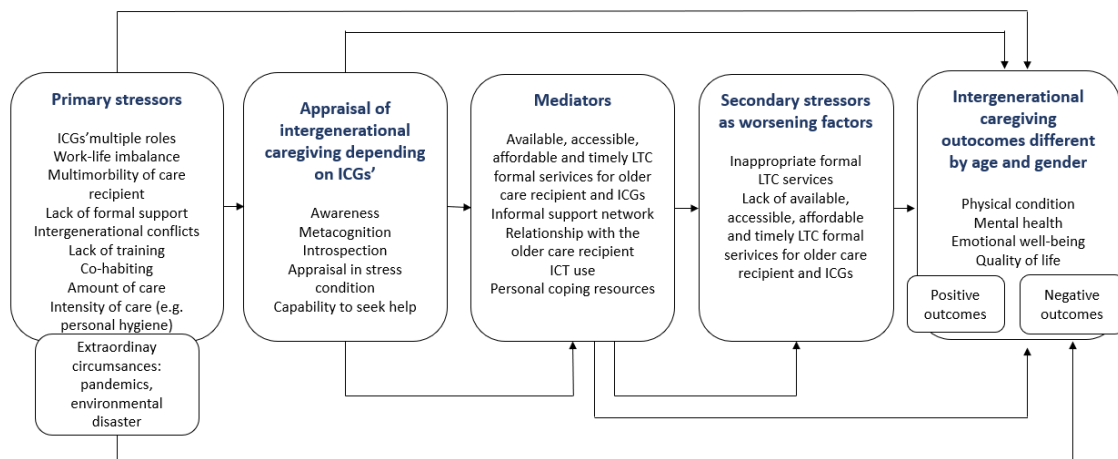 Primary stressors
ICGs'multiple roles
Work-life imbalance
Multimorbility of care
recipient
Lack of formal support
Intergenerational conflicts
Lack of training
Co-habiting
Amount of care
Intensity of care (e.g.
personal hygiene)
Extraordinay
circumsances:
pandemics,
environmental
disaster
Appraisal of
intergenerational
caregiving depending
on ICGs'
Awareness
Metacognition
Introspection
Appraisal in stress
condition
Capability to seek help
Mediators
Available, accessible,
affordable and timely LTC
formal serivices for older
care recipient and ICGs
Informal support network
Relationship with the
older care recipient
ICT use
Personal coping resources
Secondary stressors
as worsening factors
Inappropriate formal
LTC services
Lack of available,
accessible, affordable
and timely LTC formal
serivices for older care
recipient and ICGs
Intergenerational
caregiving
outocomes different
by age and gender
Physical condition
Mental health
Emotional well-being
Quality of life
Positive
outcomes
Negative
outcomes